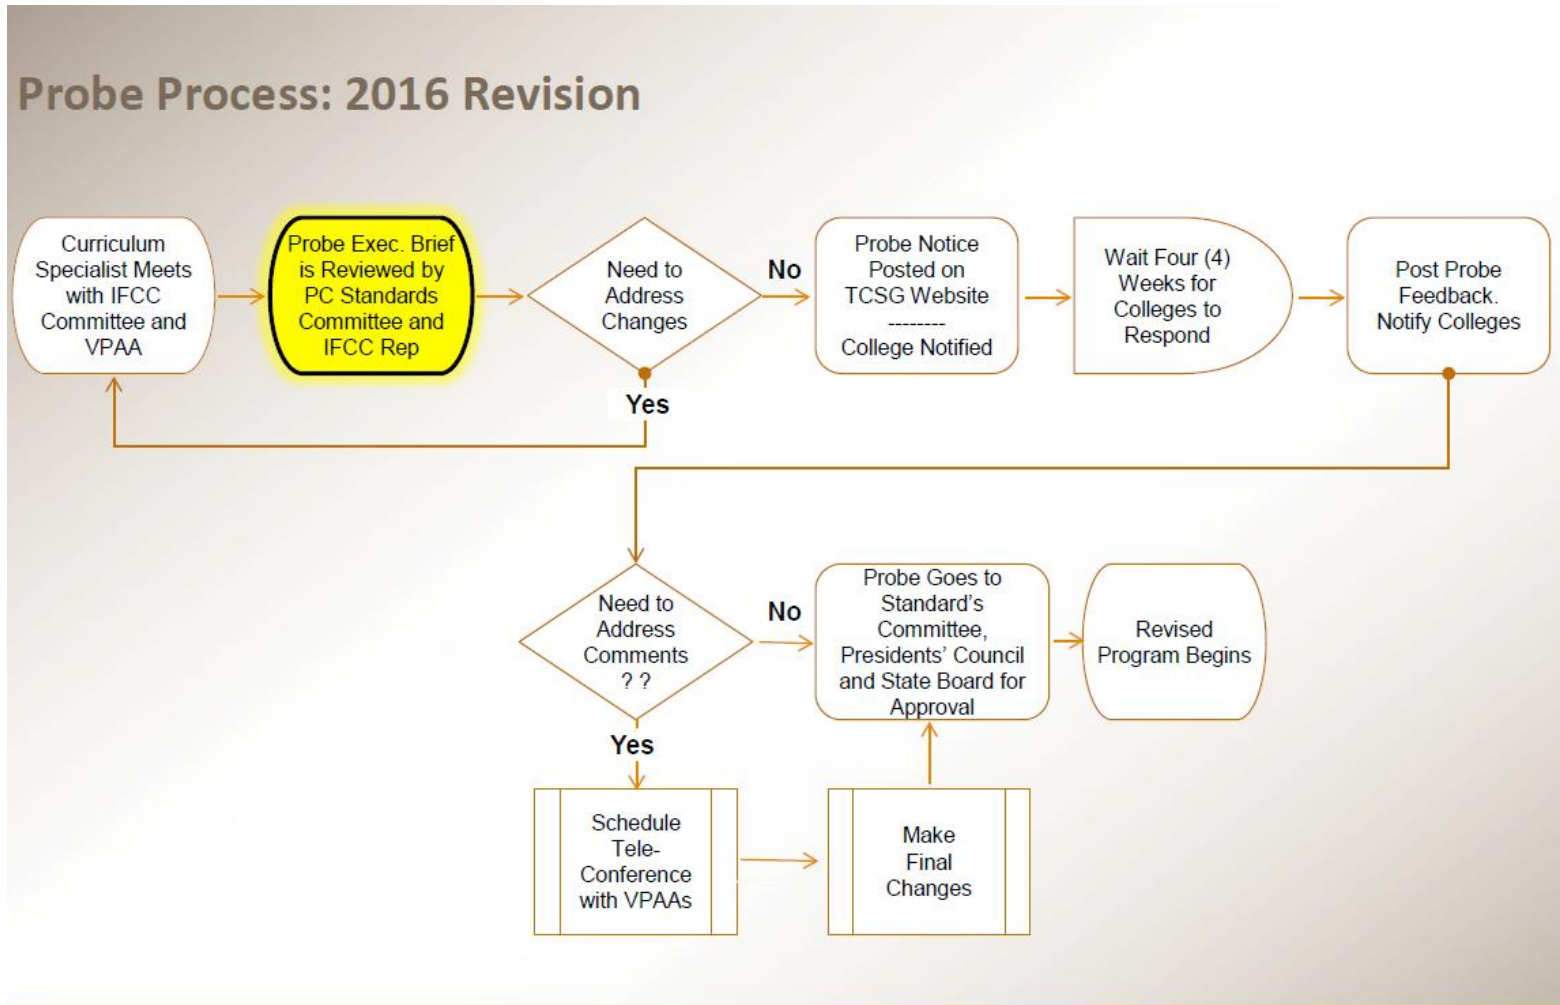 Probe Process: 2016 Revision
Curriculum
Specialist Meets
with IFCC
Committee and
VPAA
Probe Exec. Brief
is Reviewed by
PC Standards
Committee and
IFCC Rep
Need to
Address
Changes
No
Yes
Probe Notice
Posted on
TCSG Website
--------
College Notified
Wait Four (4)
Weeks for
Colleges to
Respond
Post Probe
Feedback.
Notify Colleges
Need to
Address
Comments
? ?
No
Yes
Probe Goes to
Standard's
Committee,
Presidents' Council
and State Board for
Approval
Revised
Program Begins
Schedule
Tele-
Conference
with VPAAs
Make
Final
Changes